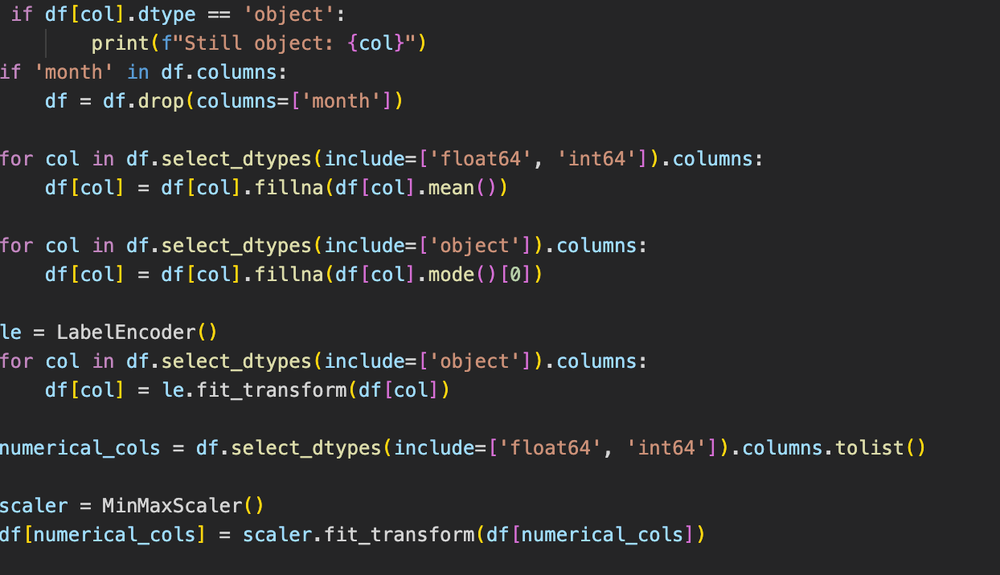 if df[col].dtype == 'object':
        print(f"Still object: {col}")
if 'month' in df.columns:
    df = df.drop(columns=['month'])

for col in df.select_dtypes(include=['float64', 'int64']).columns:
    df[col] = df[col].fillna(df[col].mean())

for col in df.select_dtypes(include=['object']).columns:
    df[col] = df[col].fillna(df[col].mode()[0])

le = LabelEncoder()
for col in df.select_dtypes(include=['object']).columns:
    df[col] = le.fit_transform(df[col])

numerical_cols = df.select_dtypes(include=['float64', 'int64']).columns.tolist()

scaler = MinMaxScaler()
df[numerical_cols] = scaler.fit_transform(df[numerical_cols])